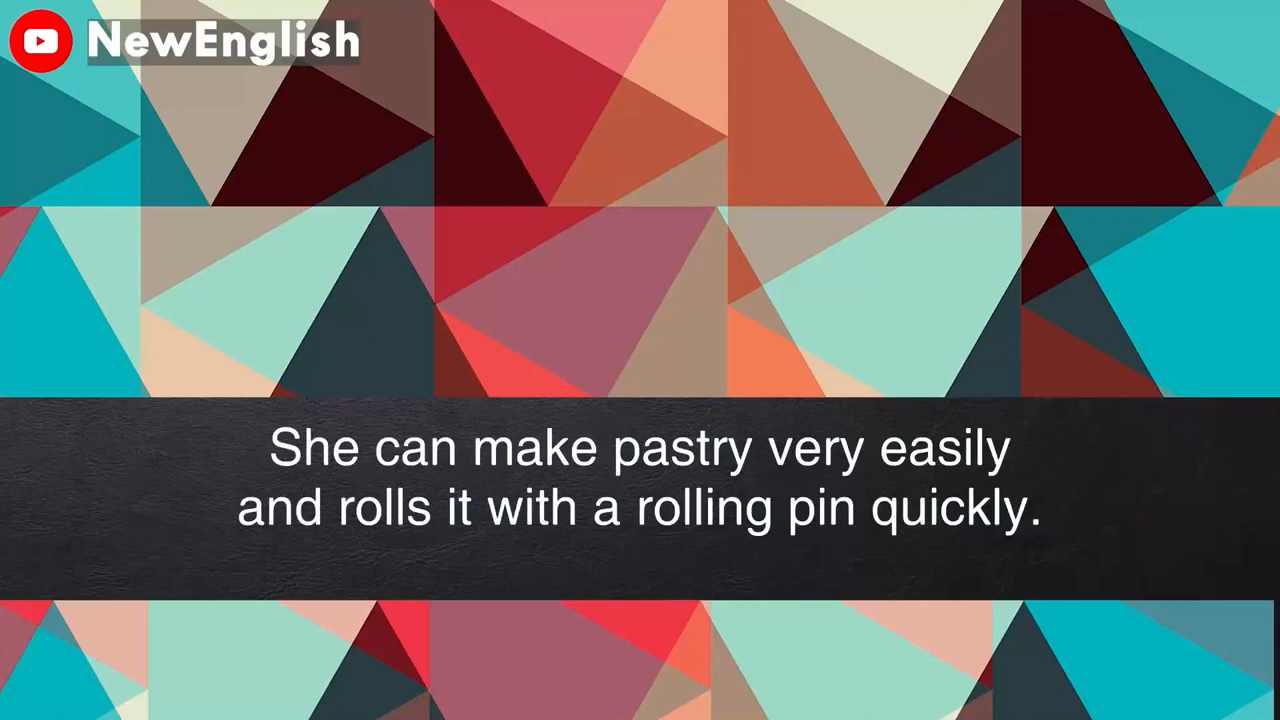 NewEnglish
She can make pastry very easily
and rolls it with a rolling pin quickly.